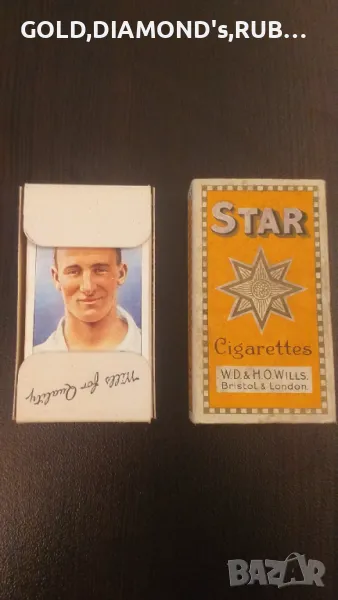 GOLD,DIAMOND's,RUB...
STAR
Cigarettes
W.D. & H.O. WILLS.
Bristol & London.
Wills for Quality
BAZAR